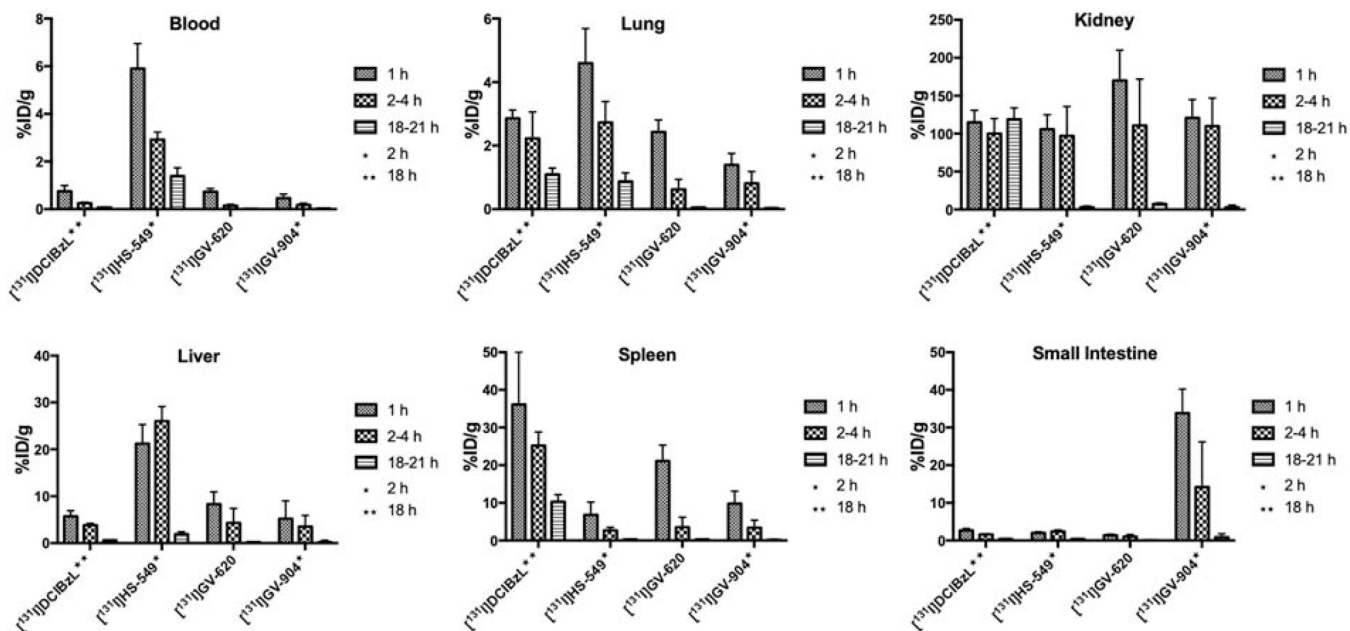 Blood
%ID/g
8
6
4
2
0
[¹³¹I]DCIBzL**
[¹³¹I]HS-549*
[¹³¹I]GV-620
[¹³¹I]GV-904*
1 h
2-4 h
18-21 h
* 2 h
** 18 h
Lung
%ID/g
6
4
2
0
[¹³¹I]DCIBzL**
[¹³¹I]HS-549*
[¹³¹I]GV-620
[¹³¹I]GV-904*
1 h
2-4 h
18-21 h
* 2 h
** 18 h
Kidney
%ID/g
250
200
150
100
50
0
[¹³¹I]DCIBzL**
[¹³¹I]HS-549*
[¹³¹I]GV-620
[¹³¹I]GV-904*
1 h
2-4 h
18-21 h
* 2 h
** 18 h
Liver
%ID/g
40
30
20
10
0
[¹³¹I]DCIBzL**
[¹³¹I]HS-549*
[¹³¹I]GV-620
[¹³¹I]GV-904*
1 h
2-4 h
18-21 h
* 2 h
** 18 h
Spleen
%ID/g
50
40
30
20
10
0
[¹³¹I]DCIBzL**
[¹³¹I]HS-549*
[¹³¹I]GV-620
[¹³¹I]GV-904*
1 h
2-4 h
18-21 h
* 2 h
** 18 h
Small Intestine
%ID/g
50
40
30
20
10
0
[¹³¹I]DCIBzL**
[¹³¹I]HS-549*
[¹³¹I]GV-620
[¹³¹I]GV-904*
1 h
2-4 h
18-21 h
* 2 h
** 18 h